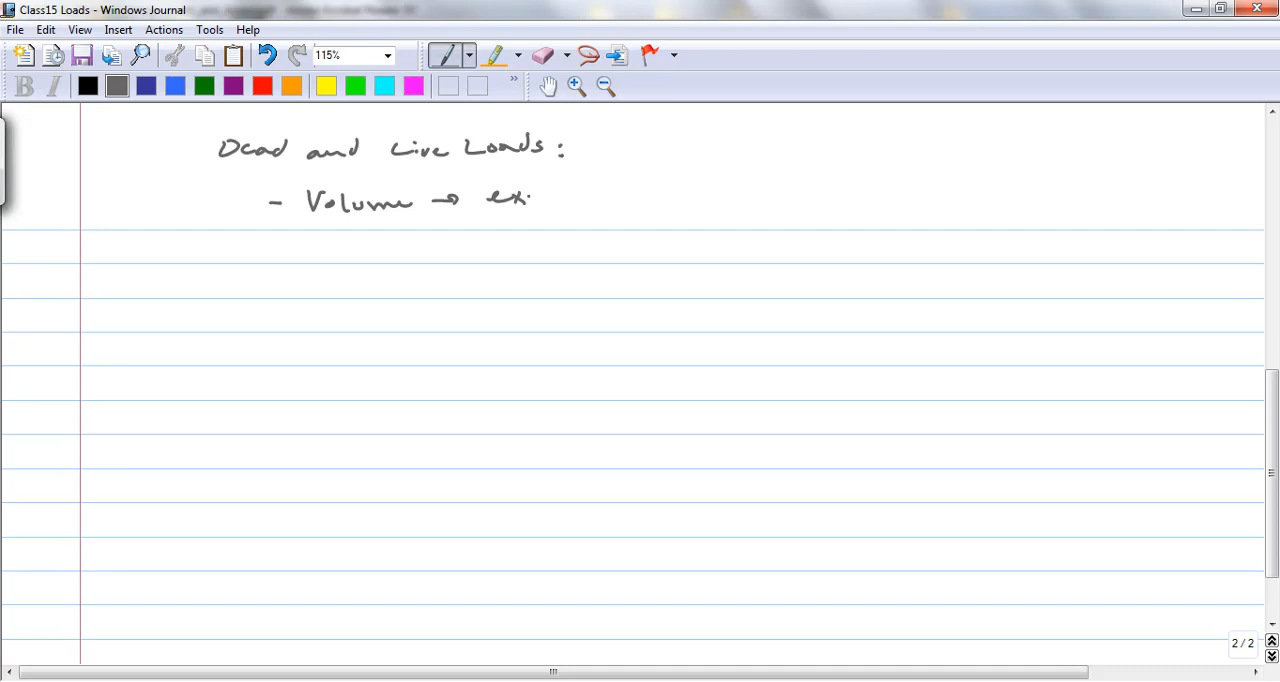 Class15 Loads - Windows Journal
File Edit View Insert Actions Tools Help
115%
B I
Dead and Live Loads:
- Volume → ex
2 / 2